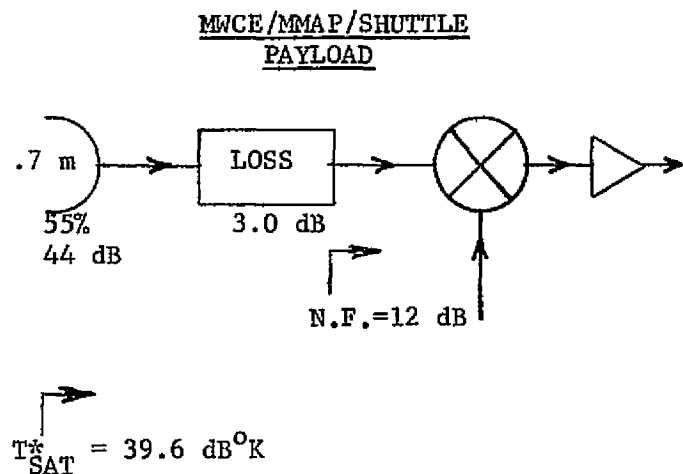 MWCE/MMAP/SHUTTLE
PAYLOAD
.7 m
LOSS
55%
44 dB
3.0 dB
N.F.=12 dB
T*SAT = 39.6 dB°K